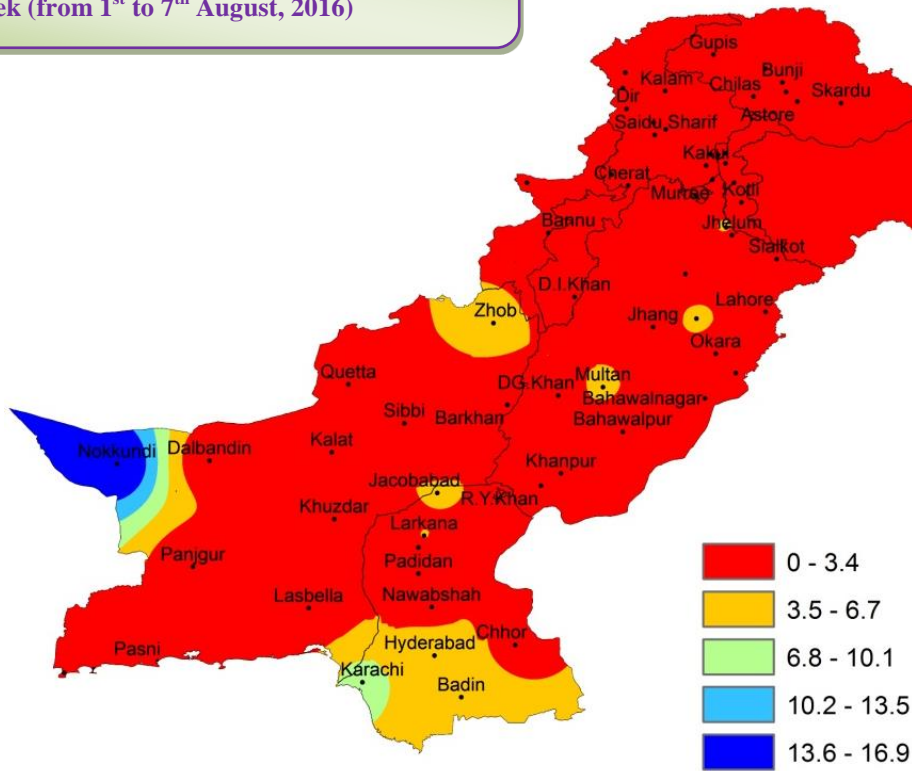 ek (from 1st to 7th August, 2016)
Gupis
Kalam
Chilas
Bunji
Skardu
Dir
Astore
Saidu Sharif
Kakul
Cherat
Murree
Kotli
Bannu
Jhelum
Sialkot
D.I.Khan
Zhob
Jhang
Lahore
Okara
Quetta
DG.Khan
Multan
Bahawalnagar
Sibbi
Barkhan
Bahawalpur
Nokkundi
Dalbandin
Kalat
Khanpur
Jacobabad
R.Y.Khan
Khuzdar
Larkana
Panjgur
Padidan
Lasbella
Nawabshah
Pasni
Hyderabad
Chhor
Karachi
Badin
0 - 3.4
3.5 - 6.7
6.8 - 10.1
10.2 - 13.5
13.6 - 16.9